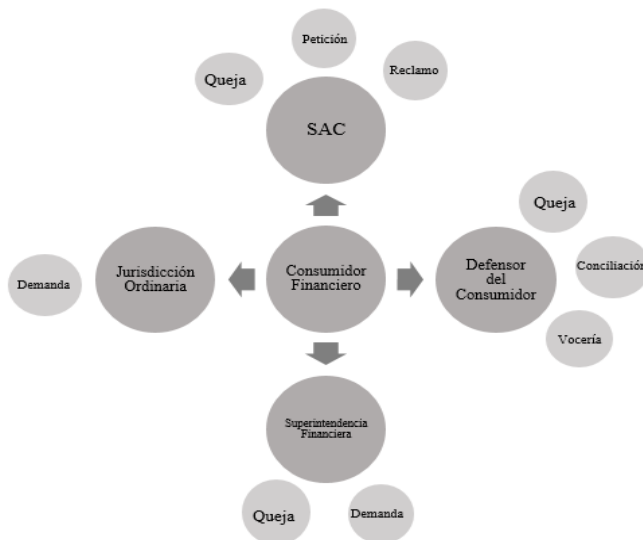 Petición
Queja
Reclamo
SAC
Queja
Jurisdicción
Ordinaria
Consumidor
Financiero
Defensor
del
Consumidor
Conciliación
Demanda
Vocería
Superintendencia
Financiera
Queja
Demanda